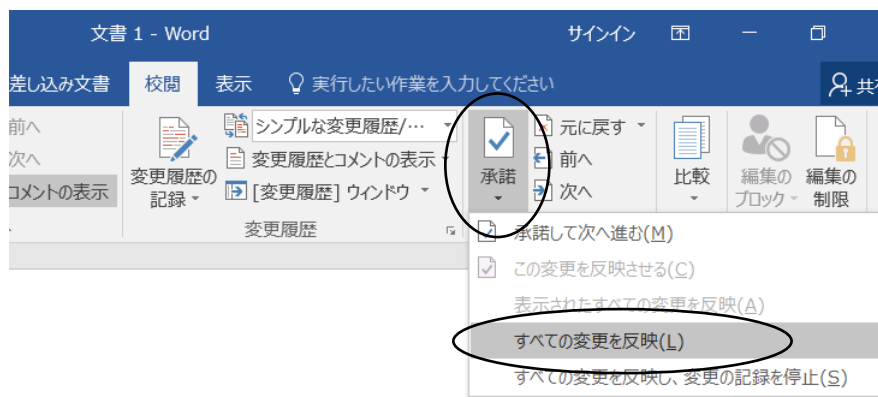 文書 1 - Word サインイン
差し込み文書 校閲 表示 実行したい作業を入力してください 共有
前へ
次へ
コメントの表示
変更履歴の
記録
シンプルな変更履歴/…
変更履歴とコメントの表示
[変更履歴] ウィンドウ
変更履歴
承諾
元に戻す
前へ
次へ
比較
編集の
ブロック
編集の
制限
承諾して次へ進む(M)
この変更を反映させる(C)
表示されたすべての変更を反映(A)
すべての変更を反映(L)
すべての変更を反映し、変更の記録を停止(S)